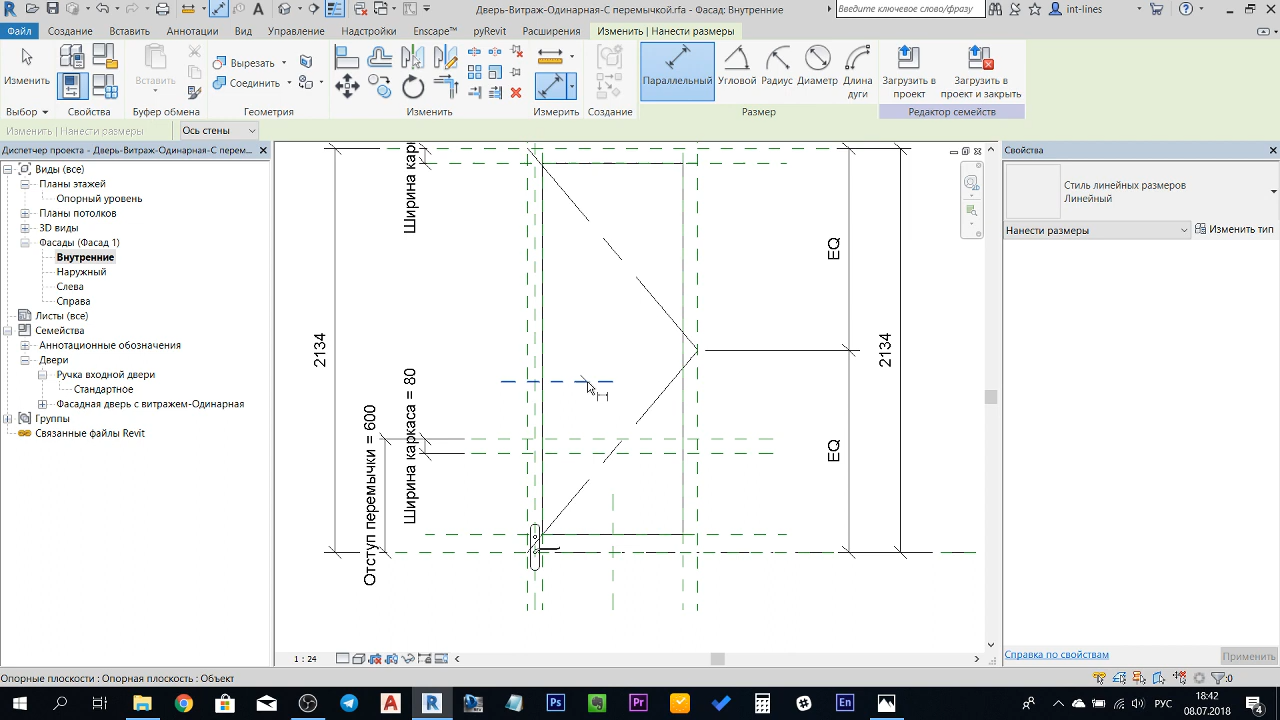 Дверь-Витраж-Одинарная-С перемычкой.rfa - Фасад: Внутренние
Введите ключевое слово/фразу
int-lines
Файл
Создание
Вставить
Аннотации
Вид
Управление
Надстройки
Enscape™
pyRevit
Расширения
Изменить | Нанести размеры
Изменить
Вставить
Вырезать
Соединить
Параллельный
Угловой
Радиус
Диаметр
Длина
дуги
Загрузить в
проект
Загрузить в
проект и закрыть
Выбор
Свойства
Буфер обмена
Геометрия
Изменить
Измерить
Создание
Размер
Редактор семейств
Изменить | Нанести размеры
Ось стены
Диспетчер проекта - Дверь-Витраж-Одинарная-С перем...
Виды (все)
Планы этажей
Опорный уровень
Планы потолков
3D виды
Фасады (Фасад 1)
Внутренние
Наружный
Слева
Справа
Листы (все)
Семейства
Аннотационные обозначения
Двери
Ручка входной двери
Стандартное
Фасадная дверь с витражем-Одинарная
Группы
Связанные файлы Revit
Ширина кар
2134
Отступ перемычки = 600
Ширина каркаса = 80
EQ
EQ
2134
1 : 24
Свойства
Стиль линейных размеров
Линейный
Нанести размеры
Изменить тип
Справка по свойствам
Применить
Опорные плоскости : Опорная плоскость : Объект
:0
:0
Ps
Pr
En
РУС
18:42
08.07.2018
4